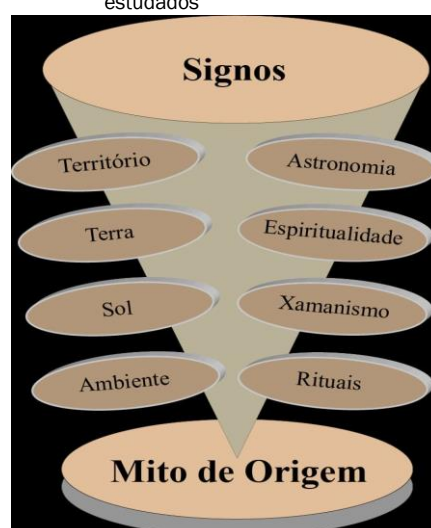 estudados
Signos
Território
Astronomia
Terra
Espiritualidade
Sol
Xamanismo
Ambiente
Rituais
Mito de Origem